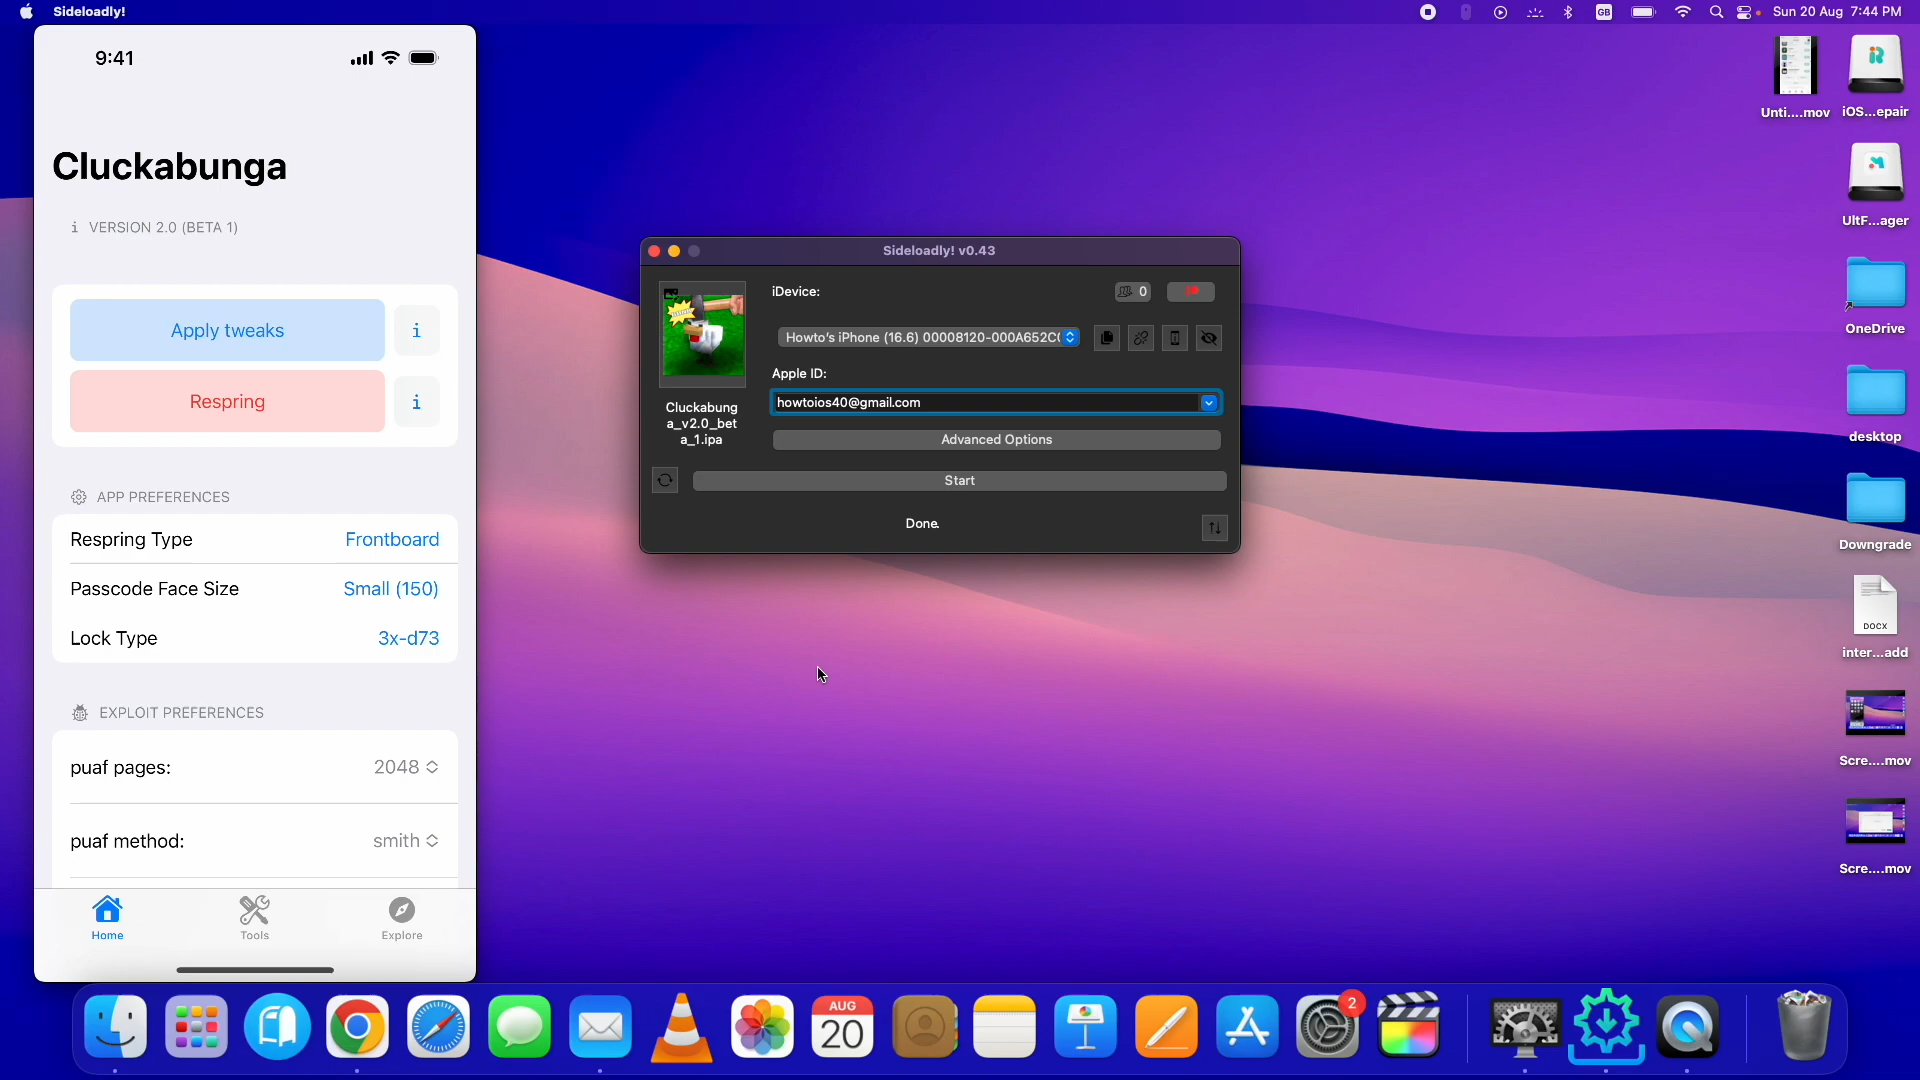 Sideloadly!
GB
Sun 20 Aug 7:44 PM
9:41
Cluckabunga
i VERSION 2.0 (BETA 1)
Apply tweaks
i
Respring
i
APP PREFERENCES
Respring Type
Frontboard
Passcode Face Size
Small (150)
Lock Type
3x-d73
EXPLOIT PREFERENCES
puaf pages:
2048
puaf method:
smith
Home
Tools
Explore
Sideloadly! v0.43
iDevice:
0
Howto's iPhone (16.6) 00008120-000A652C(
Apple ID:
howtoios40@gmail.com
Cluckabung
a_v2.0_bet
a_1.ipa
Advanced Options
Start
Done.
Unti....mov
iOS...epair
UltF...ager
OneDrive
desktop
Downgrade
DOCX
inter...add
Scre....mov
Scre....mov
AUG
20
2